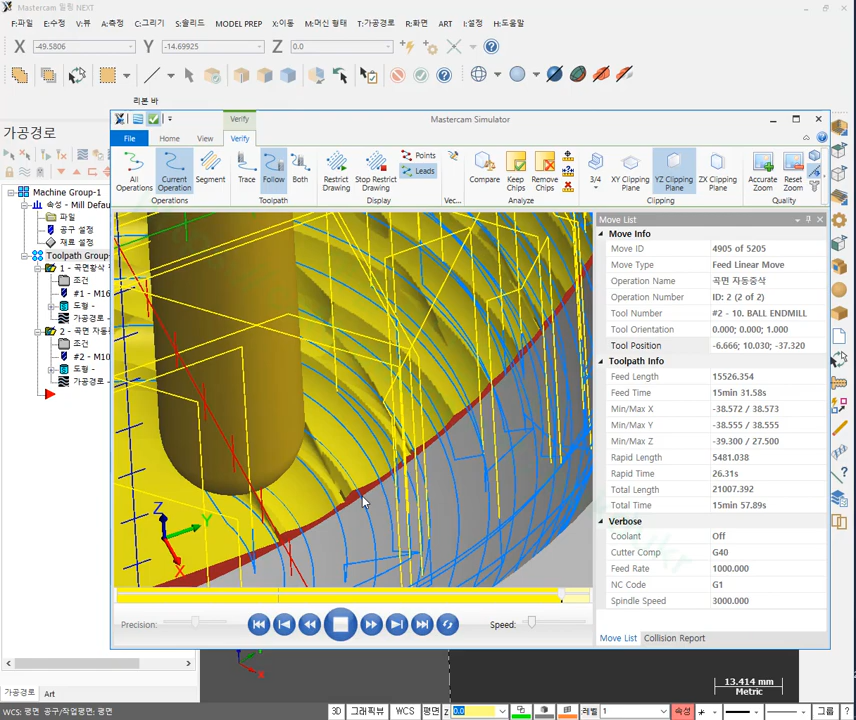 Mastercam 밀링 NEXT
F:파일 E:수정 V:뷰 A:측정 C:그리기 S:솔리드 MODEL PREP X:이동 M:머신 형태 T:가공경로 R:화면 ART I:설정 H:도움말
X -49.5806 Y -14.69925 Z 0.0
리본 바
가공경로
Machine Group-1
속성 - Mill Defau
파일
공구 설정
재료 설정
Toolpath Group-
1 - 곡면황삭
조건
#1 - M16
도형 -
가공경로
2 - 곡면 자동
조건
#2 - M10
도형 -
가공경로
가공경로 Art
Verify
Mastercam Simulator
File Home View Verify
All Operations
Current Operation
Segment
Operations
Trace Follow Both
Toolpath
Restrict Drawing
Stop Restrict Drawing
Points
Leads
Display
Vec...
Compare
Keep Chips
Remove Chips
Analyze
3/4
XY Clipping Plane
YZ Clipping Plane
ZX Clipping Plane
Clipping
Accurate Zoom
Reset Zoom
Quality
Z
Y
X
Precision: Speed:
Move List
Move Info
Move ID 4905 of 5205
Move Type Feed Linear Move
Operation Name 곡면 자동중삭
Operation Number ID: 2 (2 of 2)
Tool Number #2 - 10. BALL ENDMILL
Tool Orientation 0.000; 0.000; 1.000
Tool Position -6.666; 10.030; -37.320
Toolpath Info
Feed Length 15526.354
Feed Time 15min 31.58s
Min/Max X -38.572 / 38.573
Min/Max Y -38.555 / 38.555
Min/Max Z -39.300 / 27.500
Rapid Length 5481.038
Rapid Time 26.31s
Total Length 21007.392
Total Time 15min 57.89s
Verbose
Coolant Off
Cutter Comp G40
Feed Rate 1000.000
NC Code G1
Spindle Speed 3000.000
Move List Collision Report
13.414 mm
Metric
WCS: 평면 공구/작업평면: 평면
3D 그래픽뷰 WCS 평면 Z 0.0 레벨 1 속성 그룹 ?